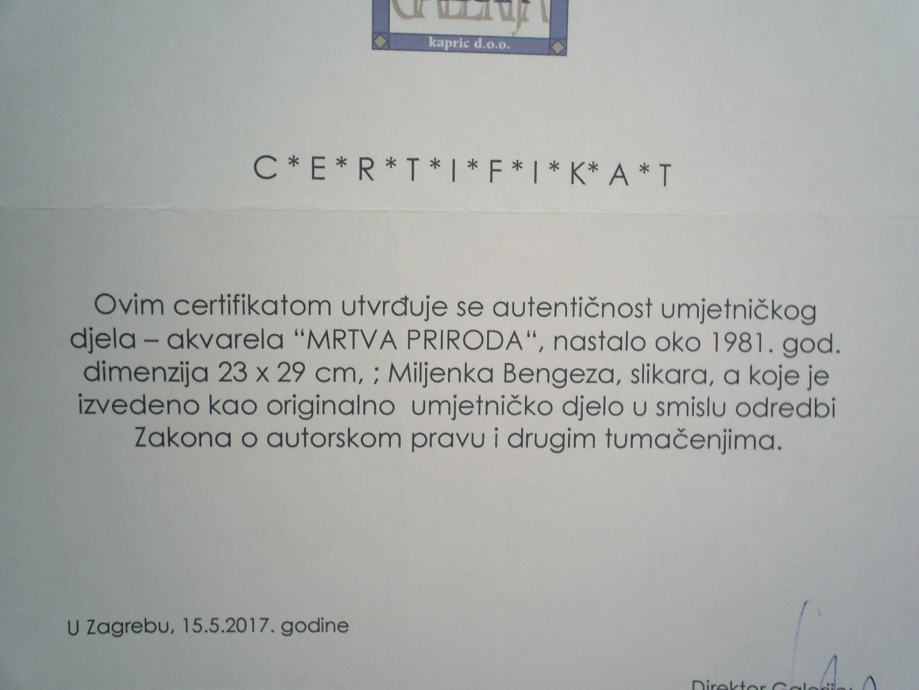 GALERIJA
kapric d.o.o.
C*E*R*T*I*F*I*K*A*T
Ovim certifikatom utvrđuje se autentičnost umjetničkog
djela – akvarela “MRTVA PRIRODA“, nastalo oko 1981. god.
dimenzija 23 x 29 cm, ; Miljenka Bengeza, slikara, a koje je
izvedeno kao originalno umjetničko djelo u smislu odredbi
Zakona o autorskom pravu i drugim tumačenjima.
U Zagrebu, 15.5.2017. godine
Direktor Galerije